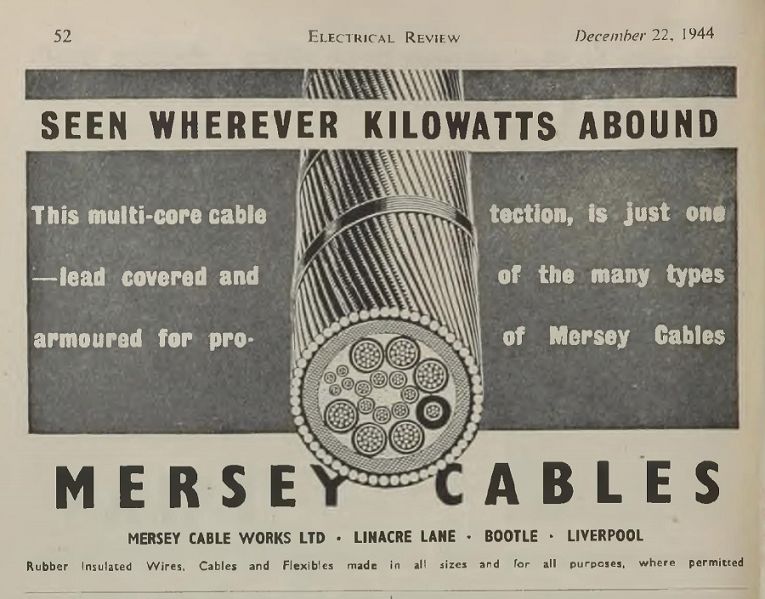 52 ELECTRICAL REVIEW December 22, 1944
SEEN WHEREVER KILOWATTS ABOUND
This multi-core cable
—lead covered and
armoured for pro-
tection, is just one
of the many types
of Mersey Cables
MERSEY CABLES
MERSEY CABLE WORKS LTD · LINACRE LANE · BOOTLE · LIVERPOOL
Rubber Insulated Wires, Cables and Flexibles made in all sizes and for all purposes, where permitted